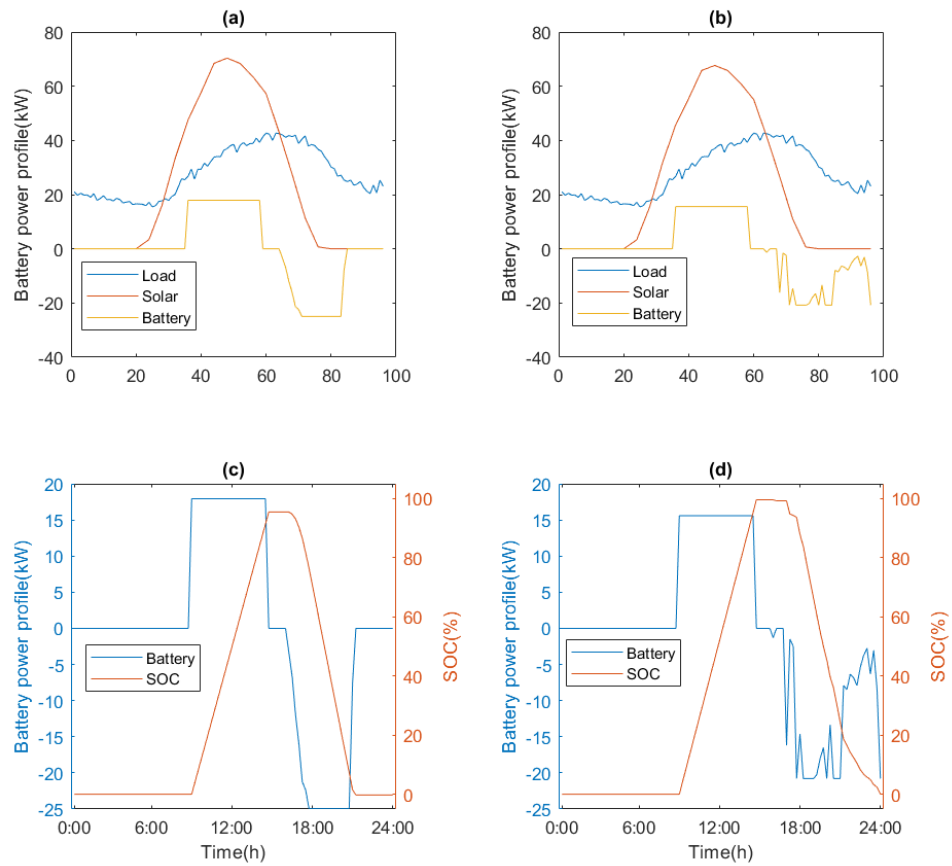 (a)
80
60
40
20
0
-20
-40
Battery power profile(kW)
Load
Solar
Battery
0 20 40 60 80 100
(b)
80
60
40
20
0
-20
-40
Battery power profile(kW)
Load
Solar
Battery
0 20 40 60 80 100
(c)
20
15
10
5
0
-5
-10
-15
-20
-25
Battery power profile(kW)
Battery
SOC
100
80
60
40
20
0
SOC(%)
0:00 6:00 12:00 18:00 24:00
Time(h)
(d)
20
15
10
5
0
-5
-10
-15
-20
-25
Battery power profile(kW)
Battery
SOC
100
80
60
40
20
0
SOC(%)
0:00 6:00 12:00 18:00 24:00
Time(h)